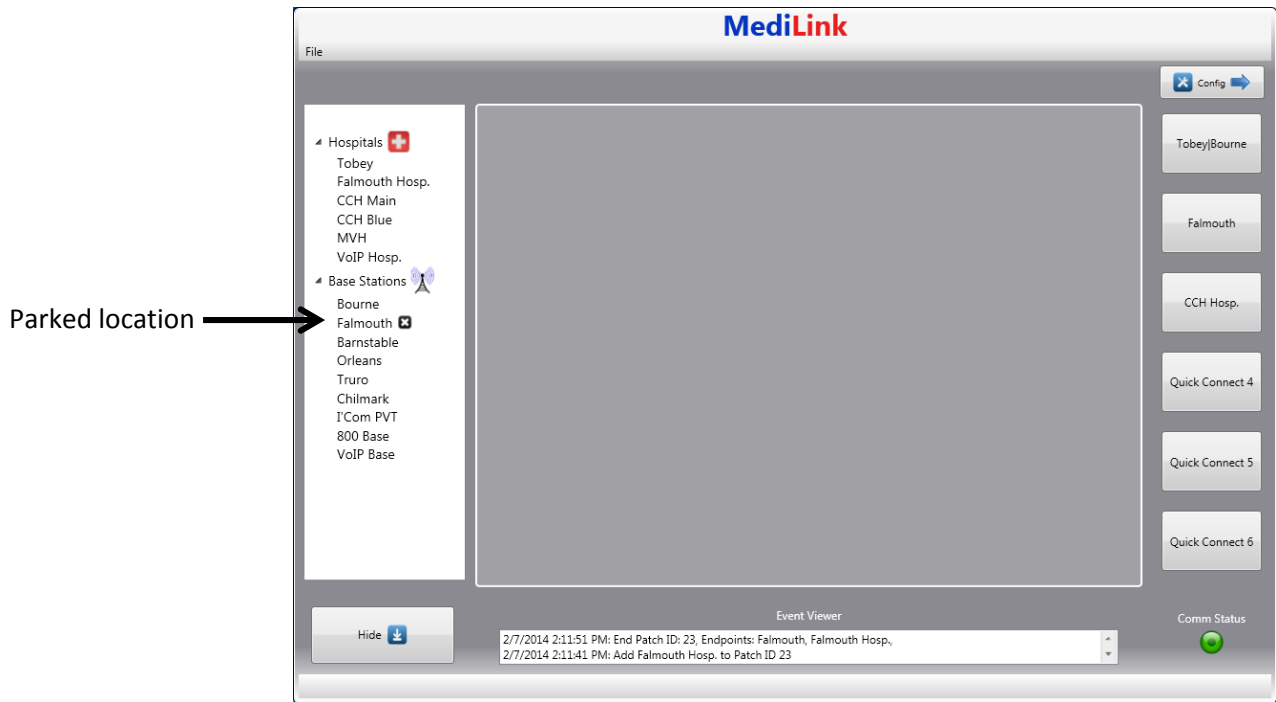 MediLink
File
Config
Hospitals
Tobey
Falmouth Hosp.
CCH Main
CCH Blue
MVH
VoIP Hosp.
Base Stations
Bourne
Falmouth
Barnstable
Orleans
Truro
Chilmark
I'Com PVT
800 Base
VoIP Base
Parked location
Tobey|Bourne
Falmouth
CCH Hosp.
Quick Connect 4
Quick Connect 5
Quick Connect 6
Hide
Event Viewer
2/7/2014 2:11:51 PM: End Patch ID: 23, Endpoints: Falmouth, Falmouth Hosp.,
2/7/2014 2:11:41 PM: Add Falmouth Hosp. to Patch ID 23
Comm Status